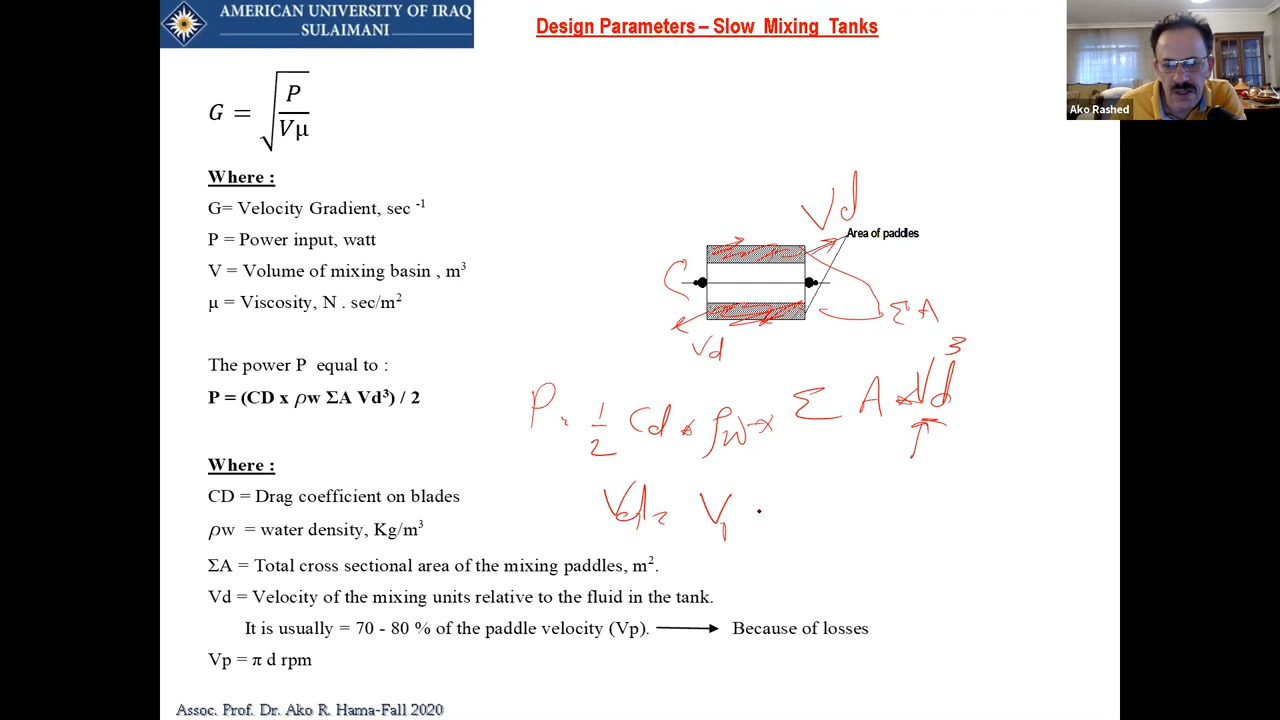 AMERICAN UNIVERSITY OF IRAQ
SULAIMANI
Design Parameters – Slow Mixing Tanks
Ako Rashed
G = √(P / Vμ)
Where :
G= Velocity Gradient, sec ⁻¹
P = Power input, watt
V = Volume of mixing basin , m³
μ = Viscosity, N . sec/m²
Vd
Area of paddles
Σ A
Vd
The power P equal to :
P = (CD x ρw ΣA Vd³) / 2
P = 1/2 Cd * ρw * Σ A * Vd³
Where :
CD = Drag coefficient on blades
Vd = Vp
ρw = water density, Kg/m³
ΣA = Total cross sectional area of the mixing paddles, m².
Vd = Velocity of the mixing units relative to the fluid in the tank.
It is usually = 70 - 80 % of the paddle velocity (Vp). → Because of losses
Vp = π d rpm
Assoc. Prof. Dr. Ako R. Hama-Fall 2020